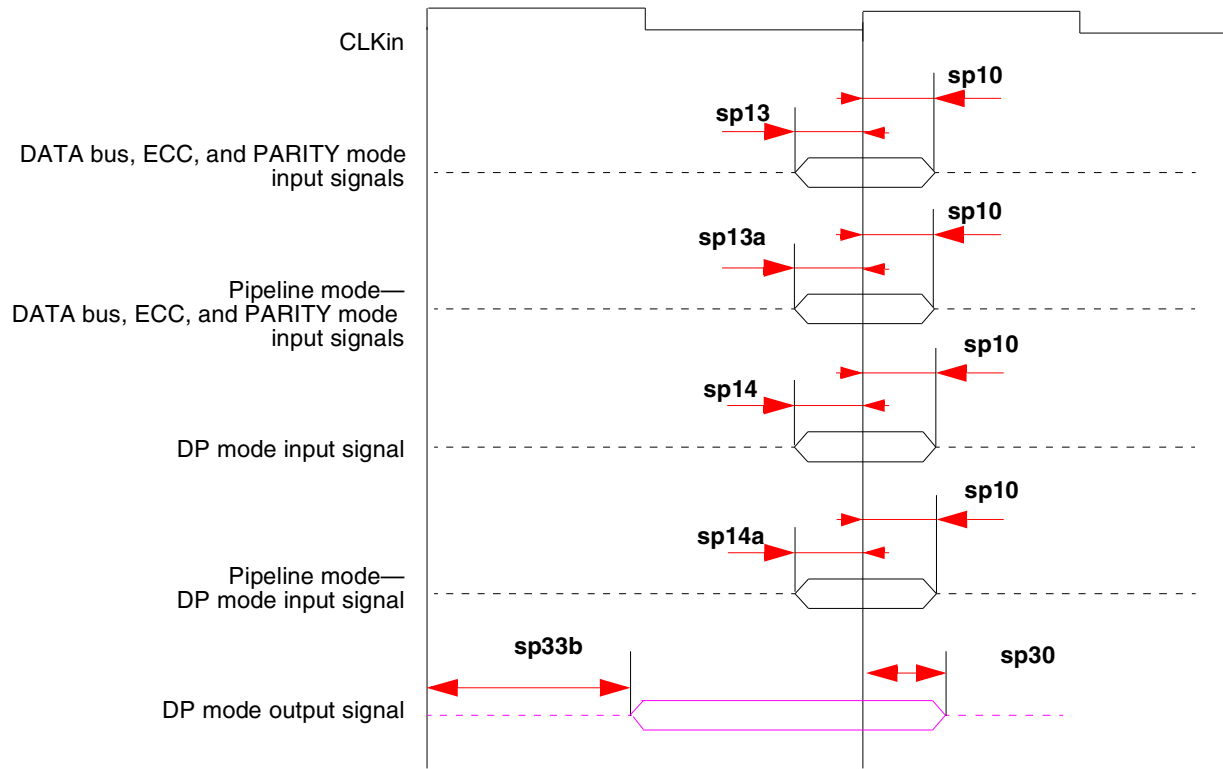 CLKin
sp10
sp13
DATA bus, ECC, and PARITY mode
input signals
sp10
sp13a
Pipeline mode—
DATA bus, ECC, and PARITY mode
input signals
sp10
sp14
DP mode input signal
sp10
sp14a
Pipeline mode—
DP mode input signal
sp33b
sp30
DP mode output signal